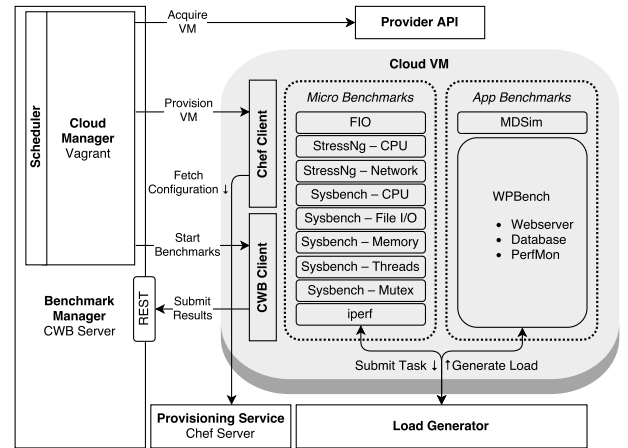 Acquire
VM
Provider API
Cloud VM
Scheduler
Cloud
Manager
Vagrant
Provision
VM
Fetch
Configuration ↓
Start
Benchmarks
Submit
Results
Benchmark
Manager
CWB Server
REST
Chef Client
CWB Client
Micro Benchmarks
FIO
StressNg – CPU
StressNg – Network
Sysbench – CPU
Sysbench – File I/O
Sysbench – Memory
Sysbench – Threads
Sysbench – Mutex
iperf
App Benchmarks
MDSim
WPBench
• Webserver
• Database
• PerfMon
Submit Task ↓ ↑Generate Load
Provisioning Service
Chef Server
Load Generator